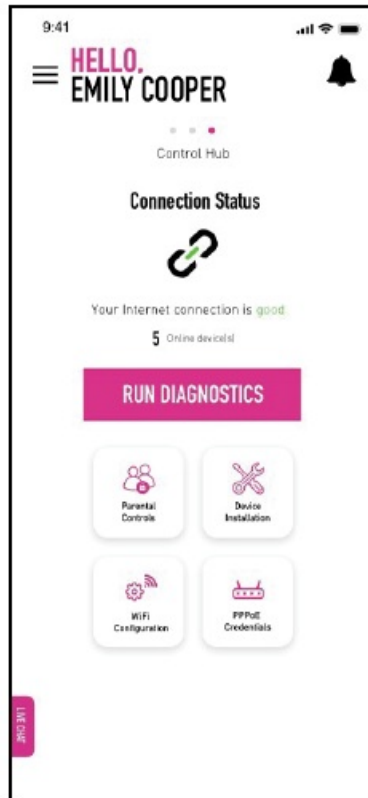 9:41
HELLO,
EMILY COOPER
Control Hub
Connection Status
Your Internet connection is good
5 Online device(s)
RUN DIAGNOSTICS
Parental
Controls
Device
Installation
WiFi
Configuration
PPPoE
Credentials
LIVE CHAT